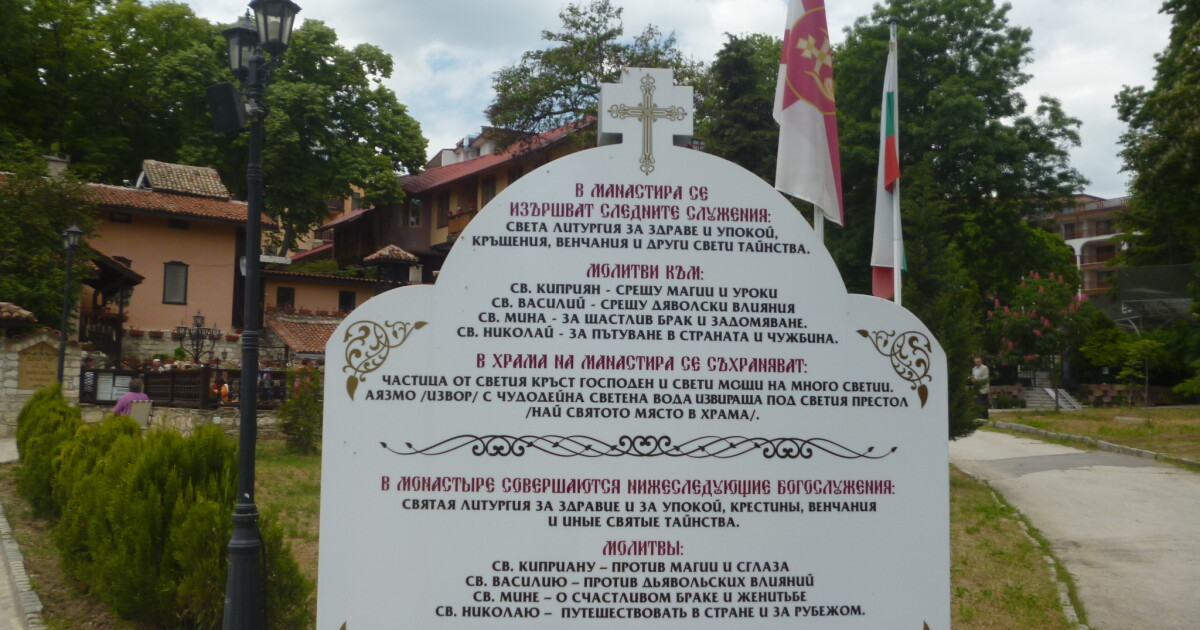 В МАНАСТИРА СЕ
ИЗЪРШВАТ СЛЕДНИТЕ СЛУЖЕНИЯ:
СВЕТА ЛИТУРГИЯ ЗА ЗДРАВЕ И УПОКОЙ,
КРЪЩЕНИЯ, ВЕНЧАНИЯ И ДРУГИ СВЕТИ ТАЙНСТВА.
МОЛИТВИ КЪМ:
СВ. КИПРИЯН - СРЕЩУ МАГИИ И УРОКИ
СВ. ВАСИЛИЙ - СРЕЩУ ДЯВОЛСКИ ВЛИЯНИЯ
СВ. МИНА - ЗА ЩАСТЛИВ БРАК И ЗАДОМЯВАНЕ.
СВ. НИКОЛАЙ - ЗА ПЪТУВАНЕ В СТРАНАТА И ЧУЖБИНА.
В ХРАМА НА МАНАСТИРА СЕ СЪХРАНЯВАТ:
ЧАСТИЦА ОТ СВЕТИЯ КРЪСТ ГОСПОДЕН И СВЕТИ МОЩИ НА МНОГО СВЕТИИ.
АЯЗМО /ИЗВОР/ С ЧУДОДЕЙНА СВЕТЕНА ВОДА ИЗВИРАЩА ПОД СВЕТИЯ ПРЕСТОЛ
/НАЙ СВЯТОТО МЯСТО В ХРАМА/.
В МОНАСТЫРЕ СОВЕРШАЮТСЯ НИЖЕСЛЕДУЮЩИЕ БОГОСЛУЖЕНИЯ:
СВЯТАЯ ЛИТУРГИЯ ЗА ЗДРАВИЕ И ЗА УПОКОЙ, КРЕСТИНЫ, ВЕНЧАНИЯ
И ИНЫЕ СВЯТЫЕ ТАИНСТВА.
МОЛИТВЫ:
СВ. КИПРИАНУ – ПРОТИВ МАГИИ И СГЛАЗА
СВ. ВАСИЛИЮ – ПРОТИВ ДЬЯВОЛЬСКИХ ВЛИЯНИЙ
СВ. МИНЕ – О СЧАСТЛИВОМ БРАКЕ И ЖЕНИТЬБЕ
СВ. НИКОЛАЮ – ПУТЕШЕСТВОВАТЬ В СТРАНЕ И ЗА РУБЕЖОМ.